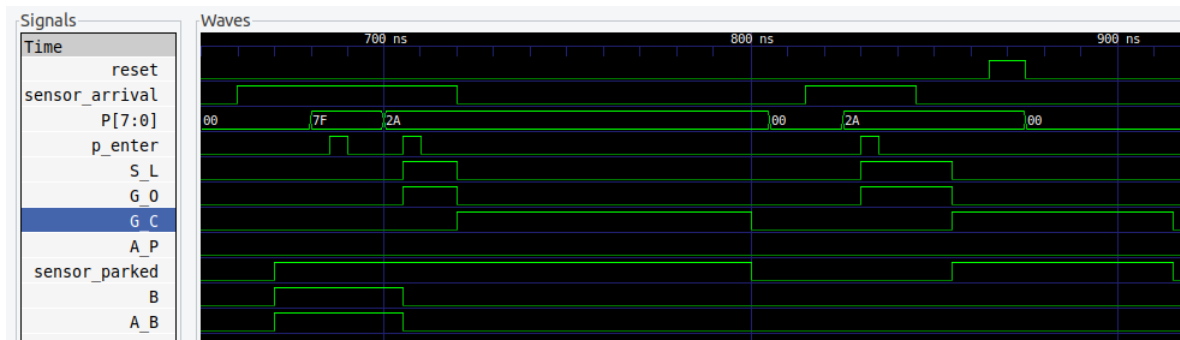 Signals Waves
Time 700 ns 800 ns 900 ns
reset
sensor_arrival
P[7:0] 00 7F 2A 00 2A 00
p_enter
S_L
G_O
G_C
A_P
sensor_parked
B
A_B